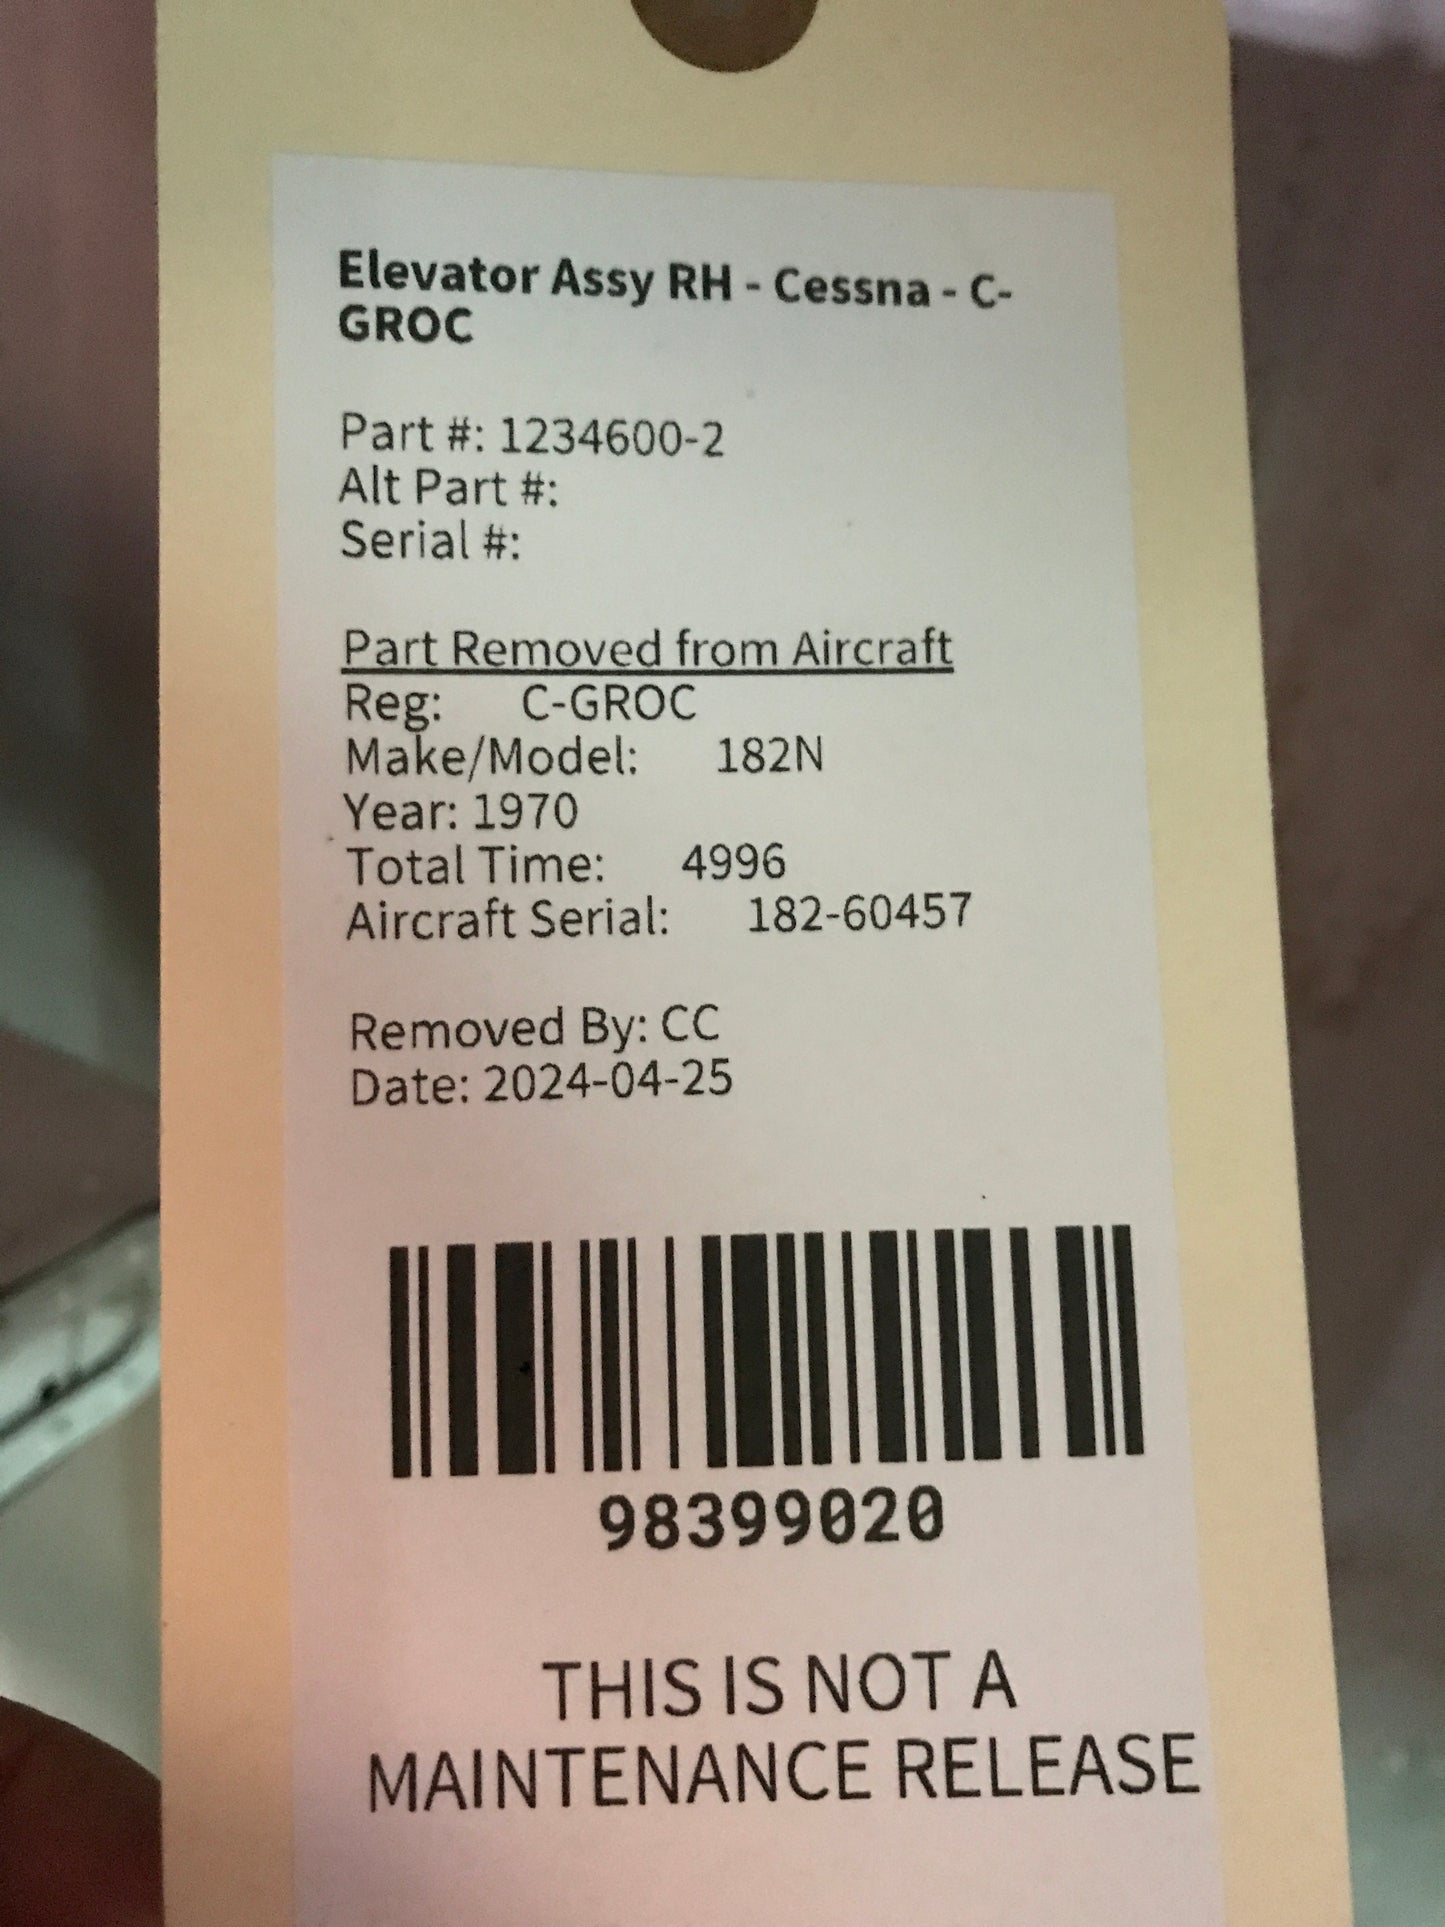 Elevator Assy RH - Cessna - C-
GROC
Part #: 1234600-2
Alt Part #:
Serial #:
Part Removed from Aircraft
Reg: C-GROC
Make/Model: 182N
Year: 1970
Total Time: 4996
Aircraft Serial: 182-60457
Removed By: CC
Date: 2024-04-25
98399020
THIS IS NOT A
MAINTENANCE RELEASE